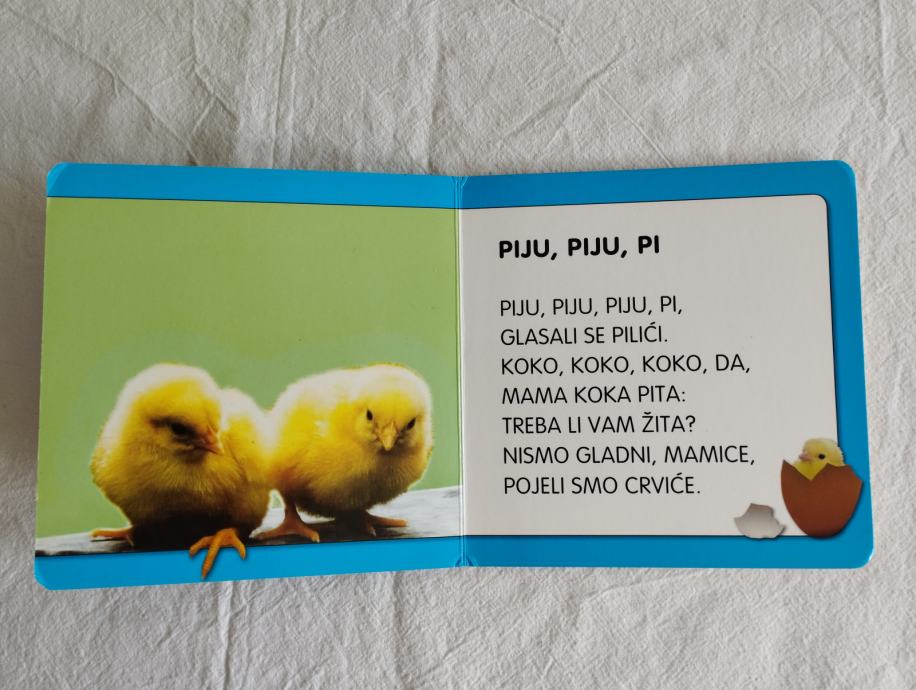 PIJU, PIJU, PI
PIJU, PIJU, PIJU, PI,
GLASALI SE PILIĆI.
KOKO, KOKO, KOKO, DA,
MAMA KOKA PITA:
TREBA LI VAM ŽITA?
NISMO GLADNI, MAMICE,
POJELI SMO CRVIĆE.